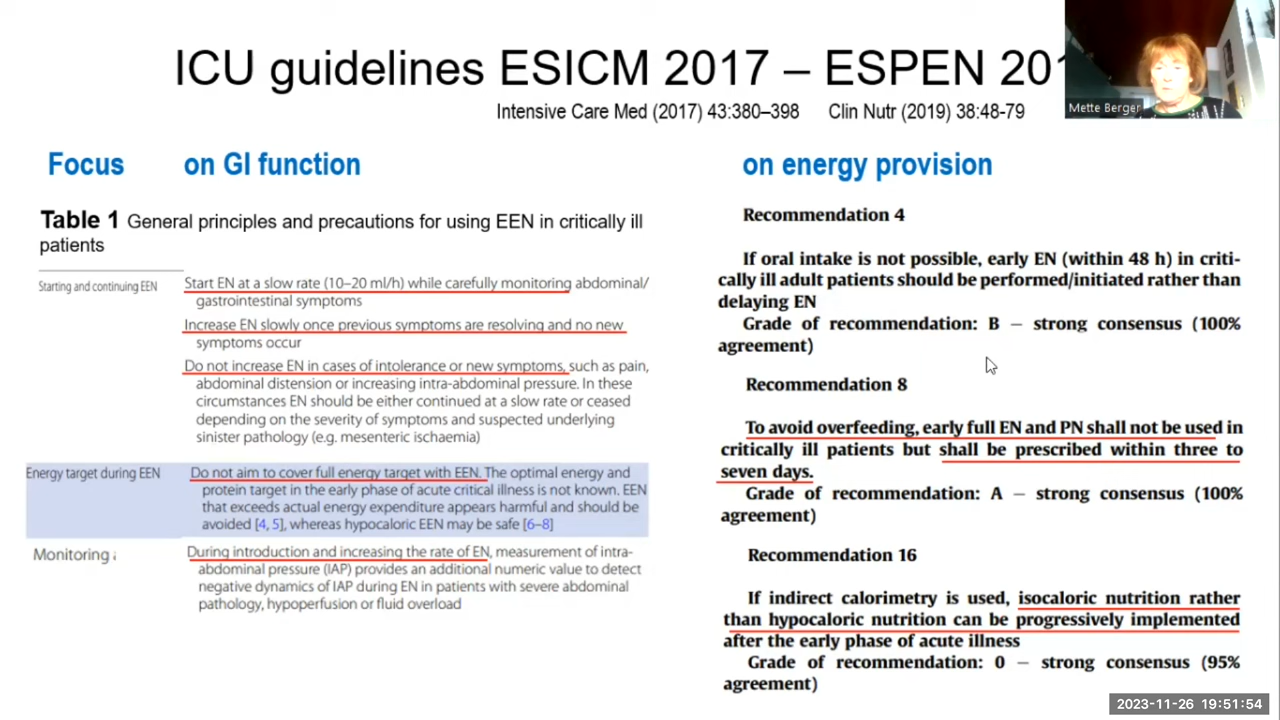 ICU guidelines ESICM 2017 – ESPEN 201
Intensive Care Med (2017) 43:380–398 Clin Nutr (2019) 38:48-79
Mette Berger
Focus on GI function
Table 1 General principles and precautions for using EEN in critically ill
patients
Starting and continuing EEN
Start EN at a slow rate (10–20 ml/h) while carefully monitoring abdominal/
gastrointestinal symptoms
Increase EN slowly once previous symptoms are resolving and no new
symptoms occur
Do not increase EN in cases of intolerance or new symptoms, such as pain,
abdominal distension or increasing intra-abdominal pressure. In these
circumstances EN should be either continued at a slow rate or ceased
depending on the severity of symptoms and suspected underlying
sinister pathology (e.g. mesenteric ischaemia)
Energy target during EEN
Do not aim to cover full energy target with EEN. The optimal energy and
protein target in the early phase of acute critical illness is not known. EEN
that exceeds actual energy expenditure appears harmful and should be
avoided [4, 5], whereas hypocaloric EEN may be safe [6–8]
Monitoring
During introduction and increasing the rate of EN, measurement of intra-
abdominal pressure (IAP) provides an additional numeric value to detect
negative dynamics of IAP during EN in patients with severe abdominal
pathology, hypoperfusion or fluid overload
on energy provision
Recommendation 4
If oral intake is not possible, early EN (within 48 h) in criti-
cally ill adult patients should be performed/initiated rather than
delaying EN
Grade of recommendation: B – strong consensus (100%
agreement)
Recommendation 8
To avoid overfeeding, early full EN and PN shall not be used in
critically ill patients but shall be prescribed within three to
seven days.
Grade of recommendation: A – strong consensus (100%
agreement)
Recommendation 16
If indirect calorimetry is used, isocaloric nutrition rather
than hypocaloric nutrition can be progressively implemented
after the early phase of acute illness
Grade of recommendation: 0 – strong consensus (95%
agreement)
2023-11-26 19:51:54